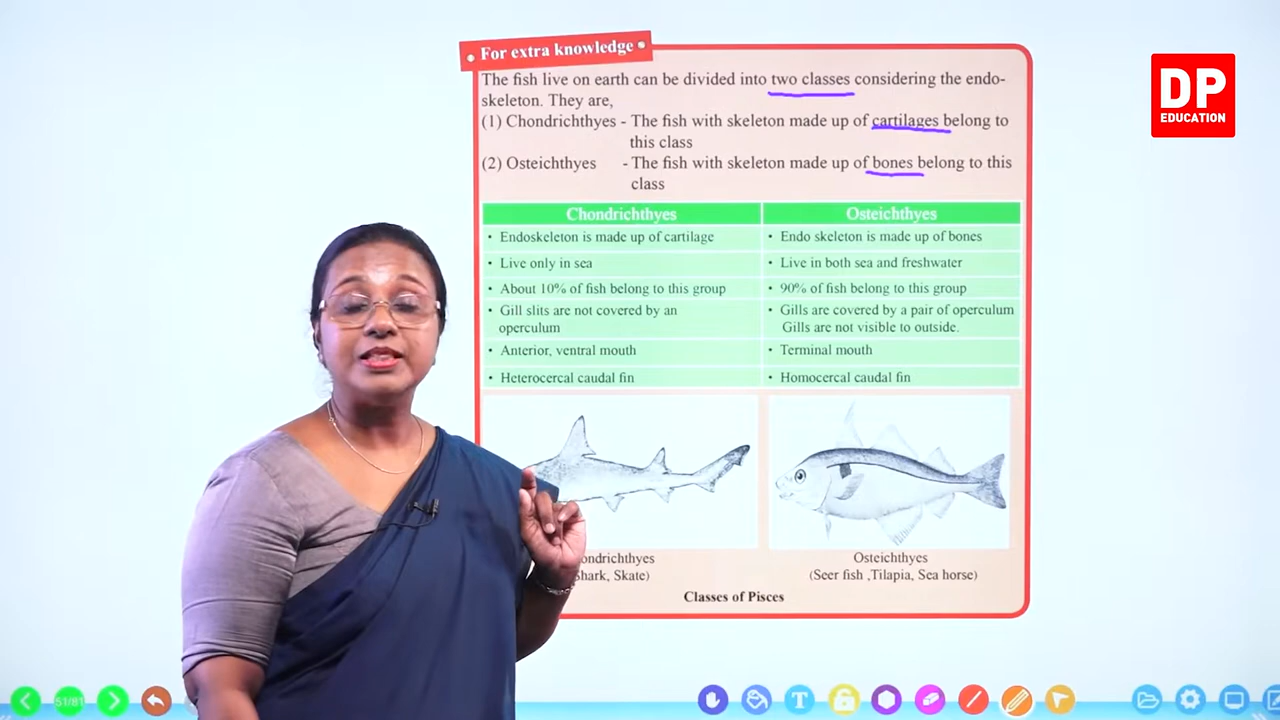 For extra knowledge
DP
EDUCATION
The fish live on earth can be divided into two classes considering the endo-
skeleton. They are,
(1) Chondrichthyes - The fish with skeleton made up of cartilages belong to
this class
(2) Osteichthyes - The fish with skeleton made up of bones belong to this
class
Chondrichthyes Osteichthyes
• Endoskeleton is made up of cartilage • Endo skeleton is made up of bones
• Live only in sea • Live in both sea and freshwater
• About 10% of fish belong to this group • 90% of fish belong to this group
• Gill slits are not covered by an • Gills are covered by a pair of operculum
operculum Gills are not visible to outside.
• Anterior, ventral mouth • Terminal mouth
• Heterocercal caudal fin • Homocercal caudal fin
ondrichthyes Osteichthyes
Shark, Skate) (Seer fish ,Tilapia, Sea horse)
Classes of Pisces
51/81
T